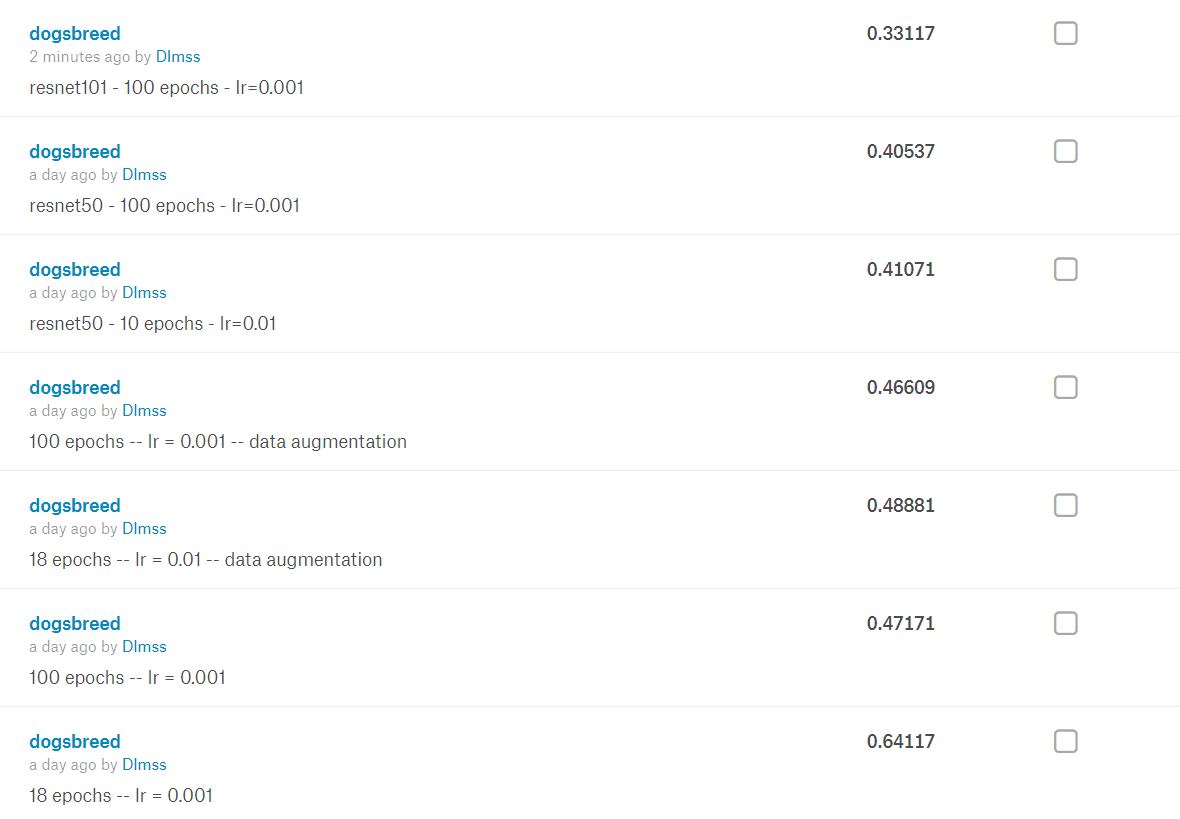 dogsbreed 0.33117
2 minutes ago by Dlmss
resnet101 - 100 epochs - lr=0.001
dogsbreed 0.40537
a day ago by Dlmss
resnet50 - 100 epochs - lr=0.001
dogsbreed 0.41071
a day ago by Dlmss
resnet50 - 10 epochs - lr=0.01
dogsbreed 0.46609
a day ago by Dlmss
100 epochs -- lr = 0.001 -- data augmentation
dogsbreed 0.48881
a day ago by Dlmss
18 epochs -- lr = 0.01 -- data augmentation
dogsbreed 0.47171
a day ago by Dlmss
100 epochs -- lr = 0.001
dogsbreed 0.64117
a day ago by Dlmss
18 epochs -- lr = 0.001